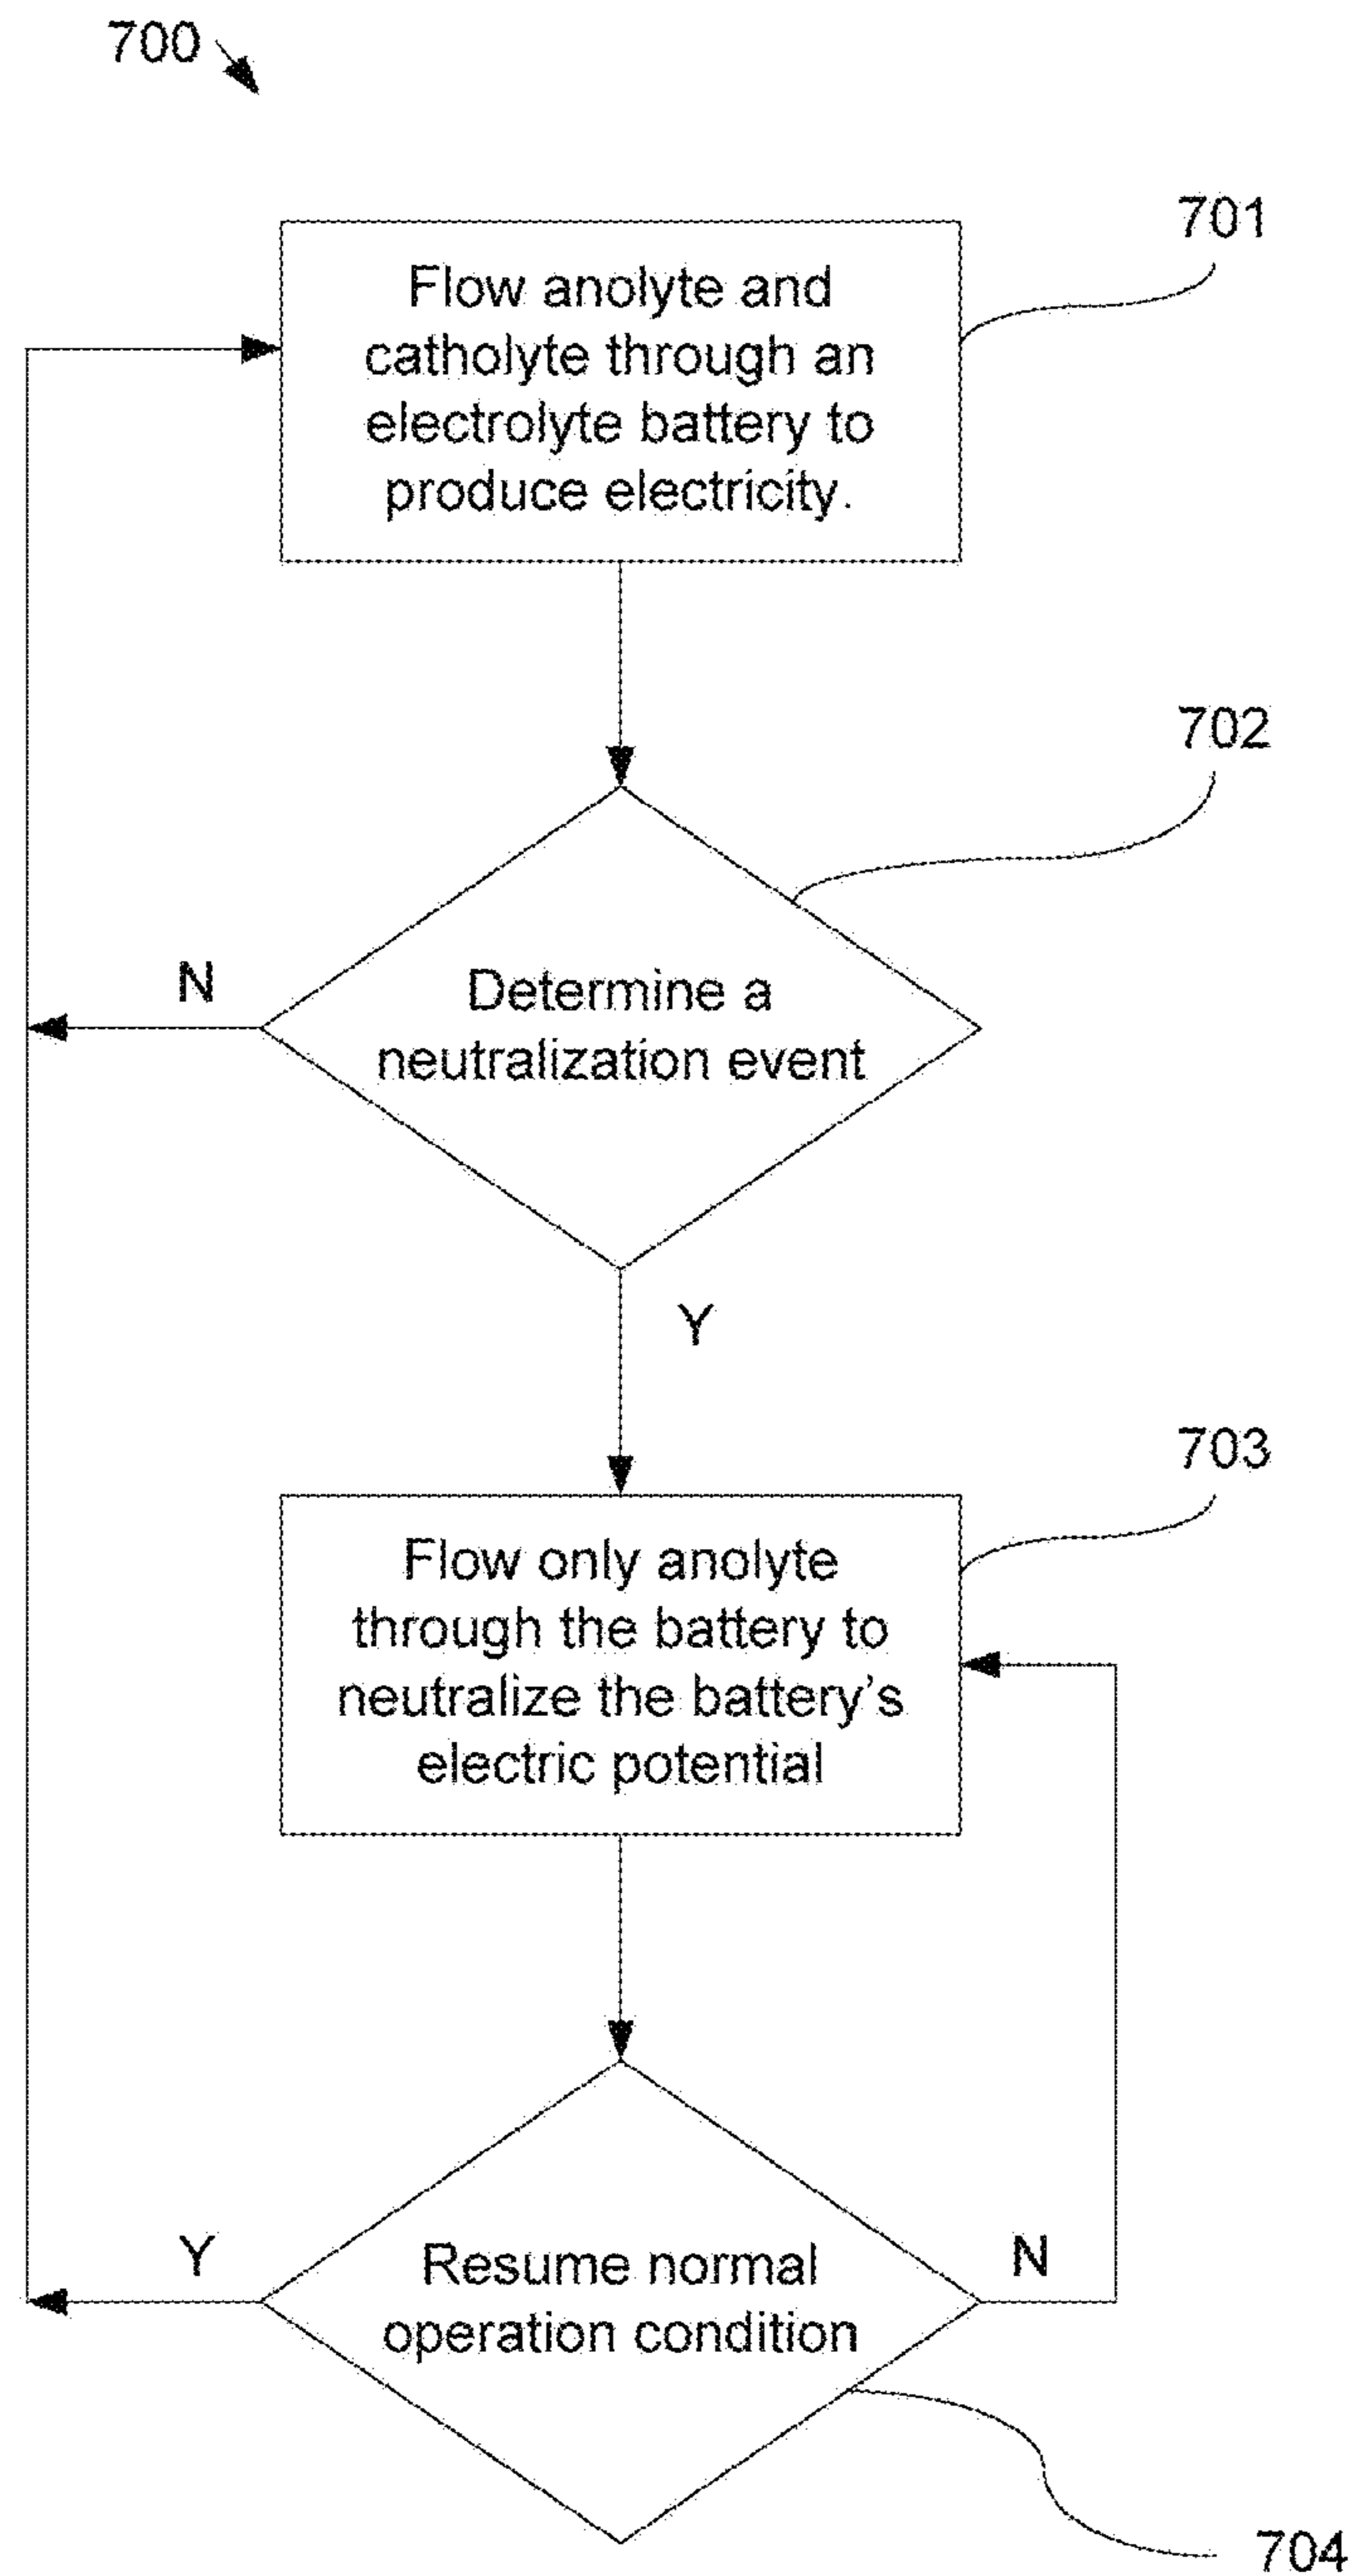 700
701
Flow anolyte and
catholyte through an
electrolyte battery to
produce electricity.
702
N
Determine a
neutralization event
Y
703
Flow only anolyte
through the battery to
neutralize the battery's
electric potential
Y
N
Resume normal
operation condition
704